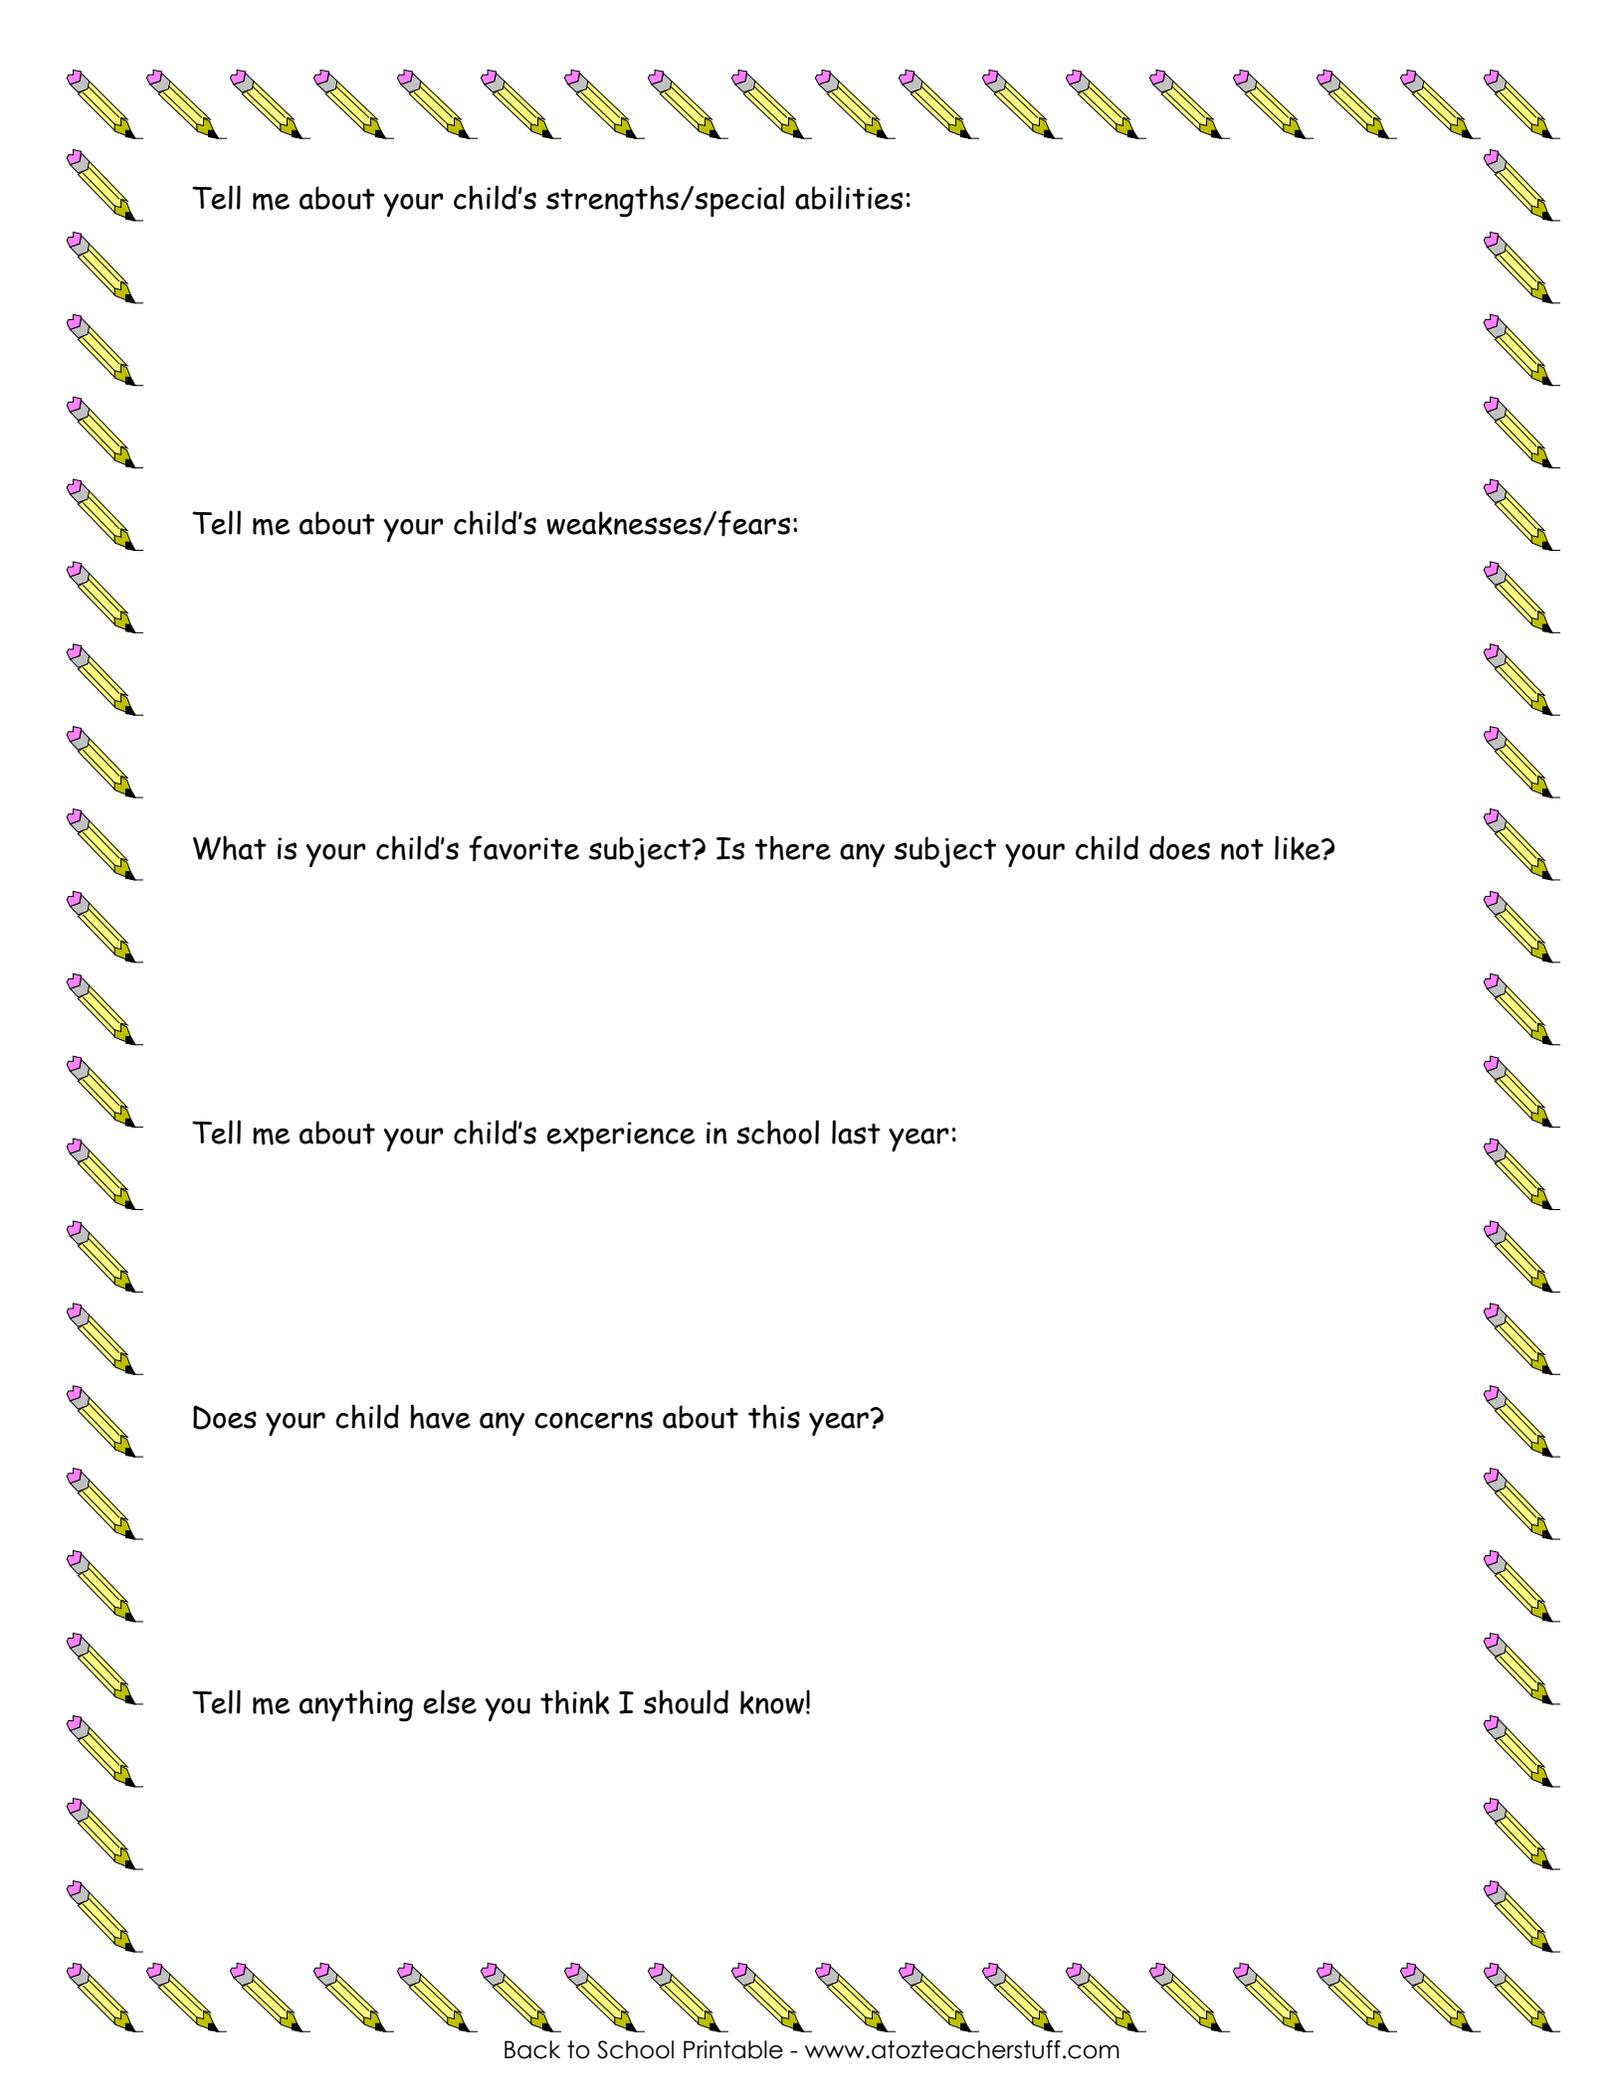 Tell me about your child’s strengths/special abilities:
Tell me about your child’s weaknesses/fears:
What is your child’s favorite subject? Is there any subject your child does not like?
Tell me about your child’s experience in school last year:
Does your child have any concerns about this year?
Tell me anything else you think I should know!
Back to School Printable - www.atozteacherstuff.com